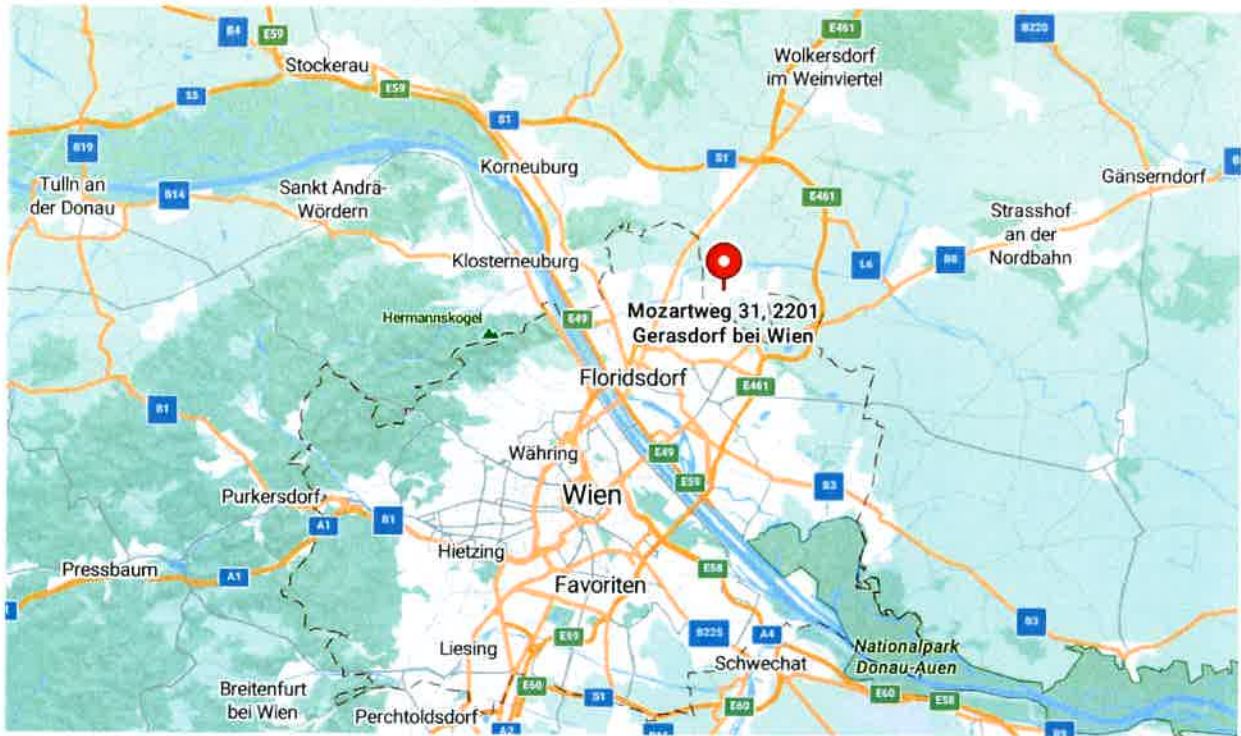 B4
E59
E461
B220
Stockerau
Wolkersdorf
im Weinviertel
E59
S5
S1
B19
Korneuburg
S1
Tulln an
der Donau
B14
Sankt Andrä-
Wördern
E461
Gänserndorf
Strasshof
an der
Nordbahn
Klosterneuburg
L6
B8
Hermannskogel
E49
Mozartweg 31, 2201
Gerasdorf bei Wien
Floridsdorf
E461
B1
Währing
E49
E59
B3
Wien
Purkersdorf
A1
B1
Hietzing
Pressbaum
A1
Favoriten
E58
B3
E59
B225
A4
Liesing
Schwechat
Nationalpark
Donau-Auen
Breitenfurt
bei Wien
E60
S1
E60
E60
E58
Perchtoldsdorf
A2
B9